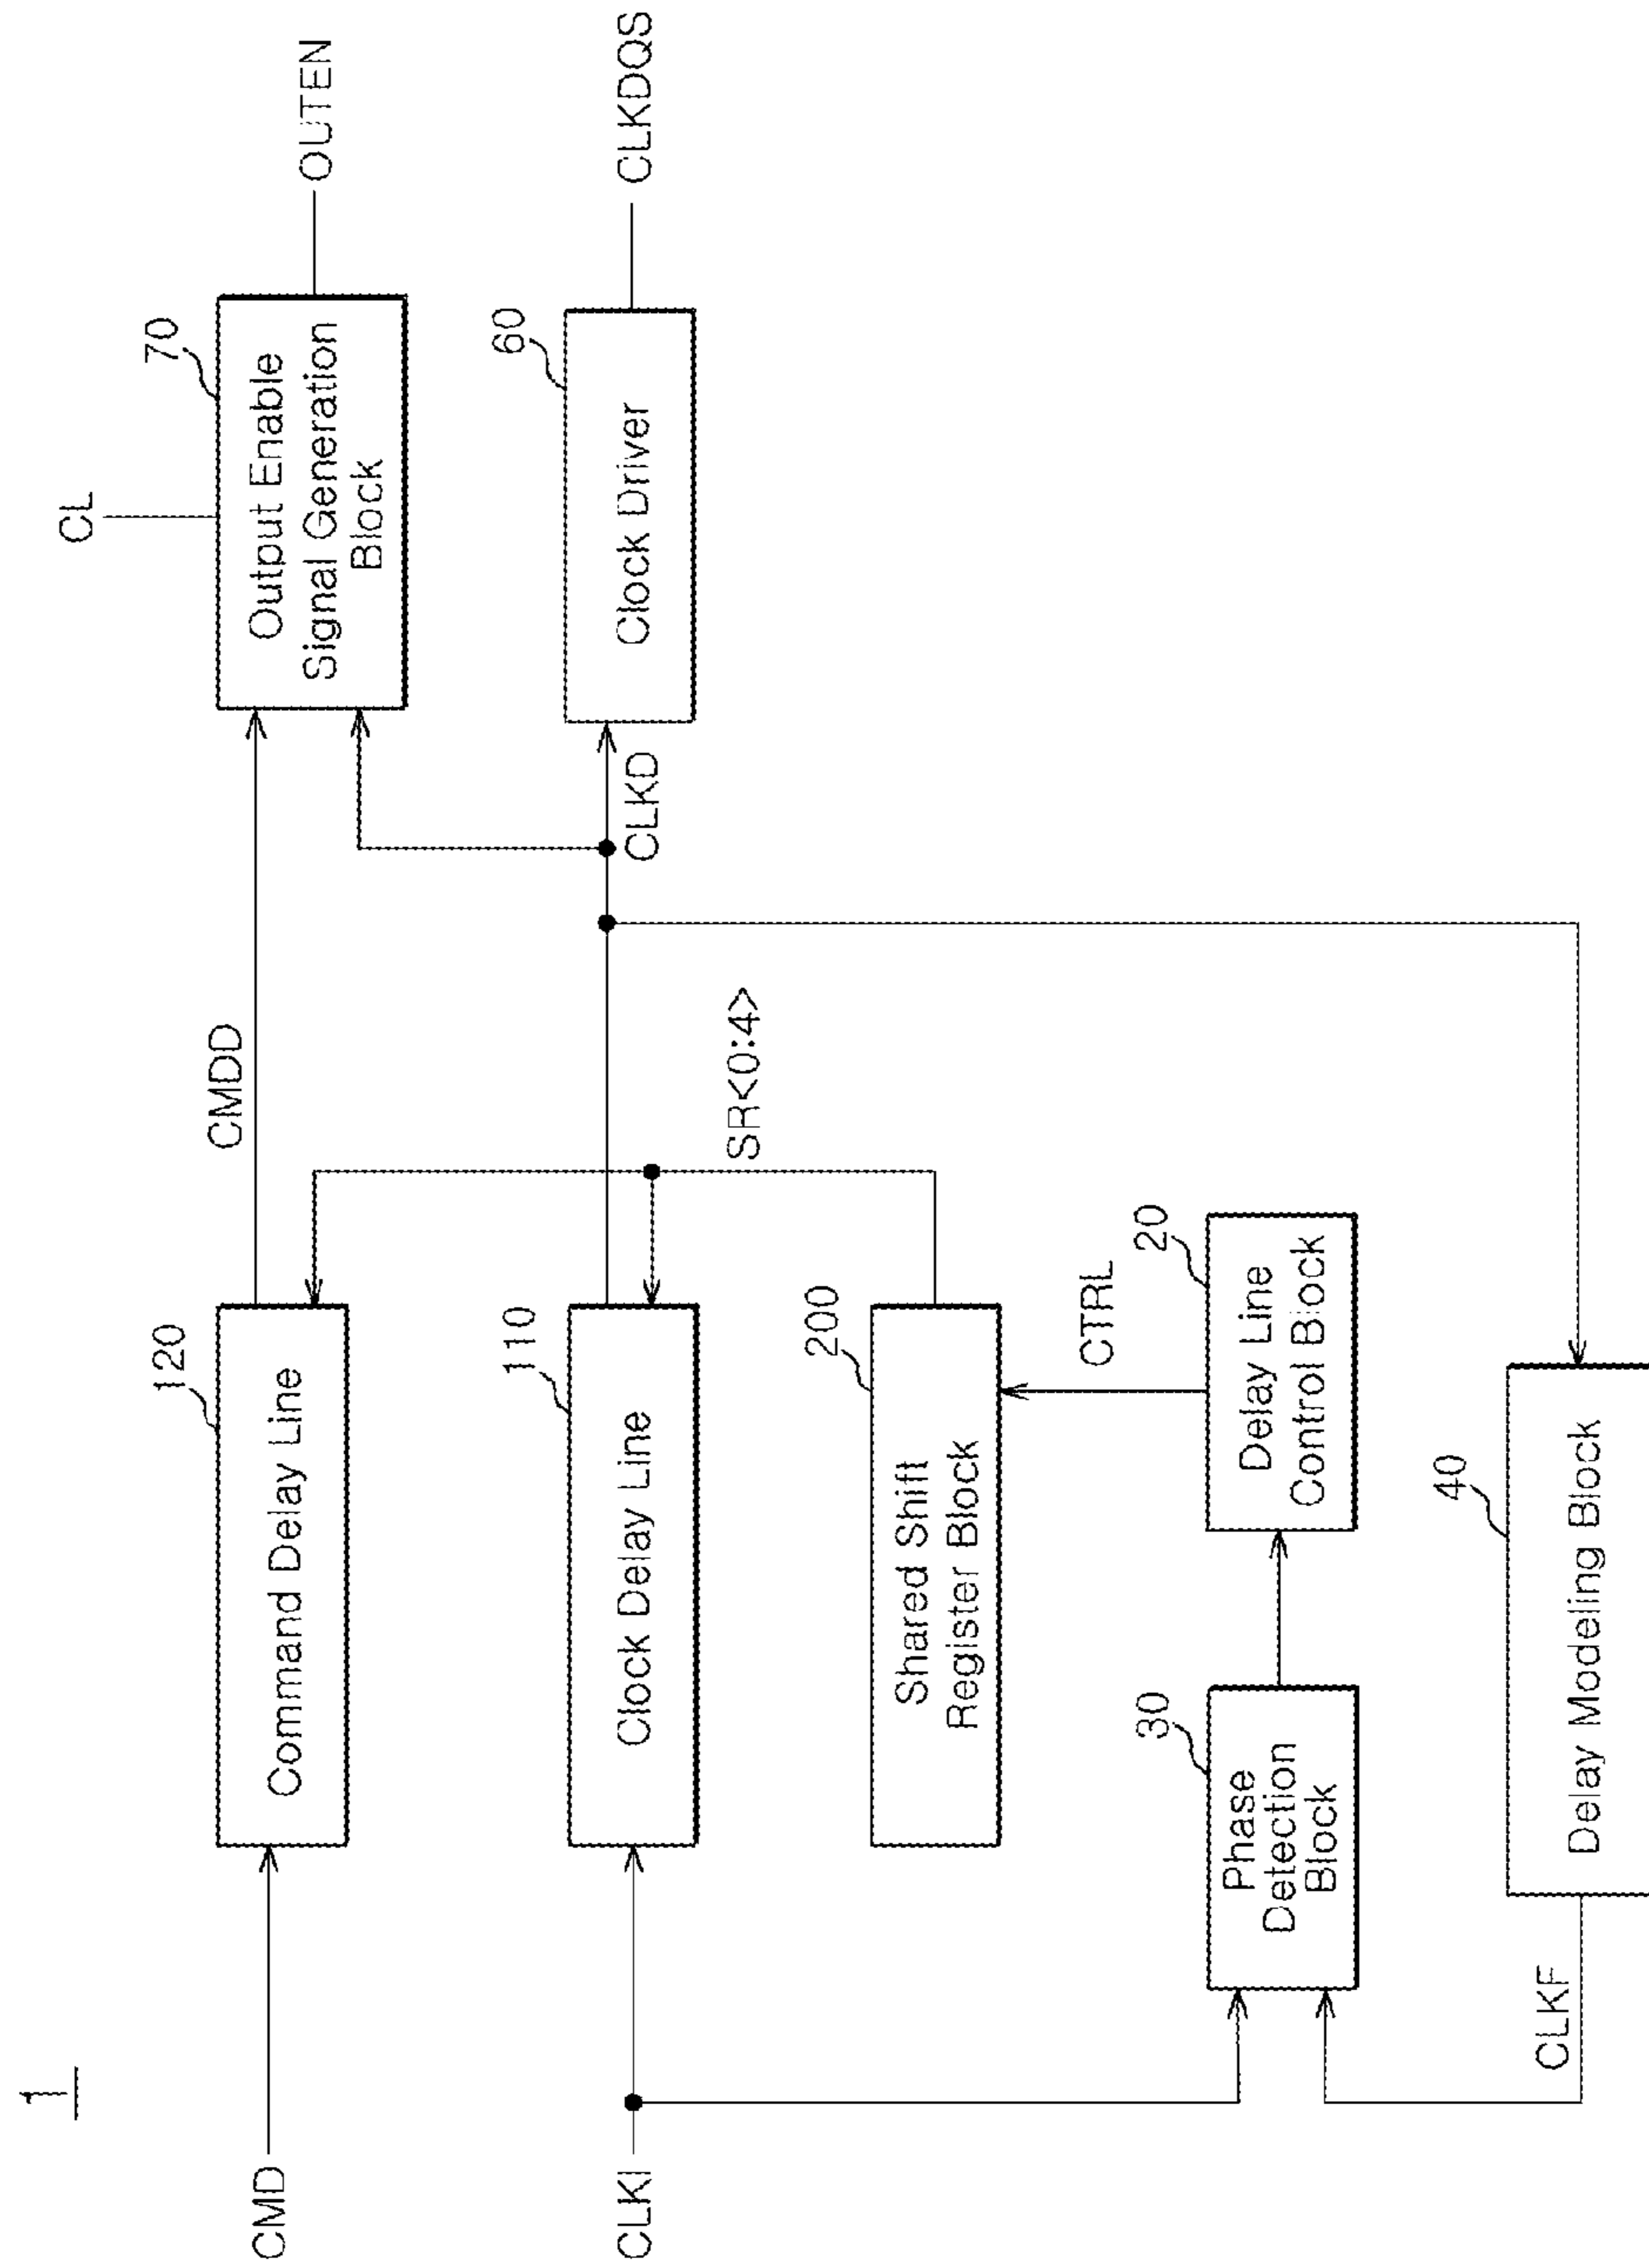 1
CL
70
CMD
120
Command Delay Line
CMDD
Output Enable
Signal Generation
Block
OUTEN
CLKI
110
Clock Delay Line
CLKD
60
Clock Driver
CLKDQS
SR<0:4>
200
Shared Shift
Register Block
CTRL
30
Phase
Detection
Block
20
Delay Line
Control Block
CLKF
40
Delay Modeling Block